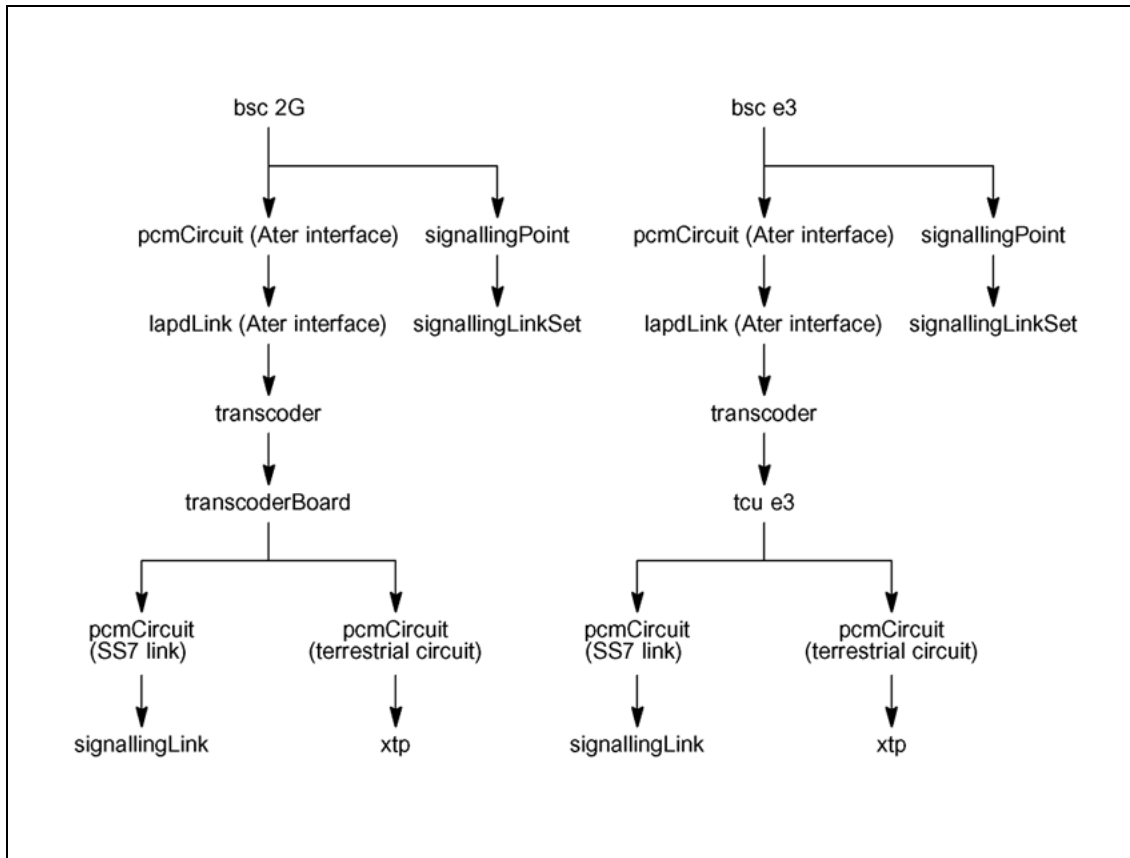 bsc 2G
pcmCircuit (Ater interface)
signallingPoint
lapdLink (Ater interface)
signallingLinkSet
transcoder
transcoderBoard
pcmCircuit
(SS7 link)
pcmCircuit
(terrestrial circuit)
signallingLink
xtp
bsc e3
pcmCircuit (Ater interface)
signallingPoint
lapdLink (Ater interface)
signallingLinkSet
transcoder
tcu e3
pcmCircuit
(SS7 link)
pcmCircuit
(terrestrial circuit)
signallingLink
xtp